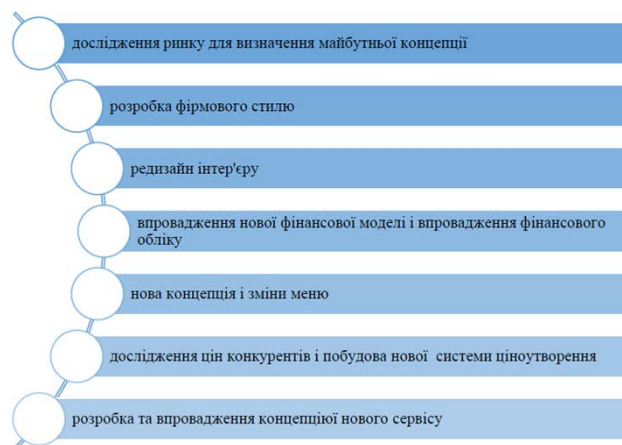 дослідження ринку для визначення майбутньої концепції
розробка фірмового стилю
редизайн інтер'єру
впровадження нової фінансової моделі і впровадження фінансового
обліку
нова концепція і зміни меню
дослідження цін конкурентів і побудова нової системи ціноутворення
розробка та впровадження концепціюї нового сервісу